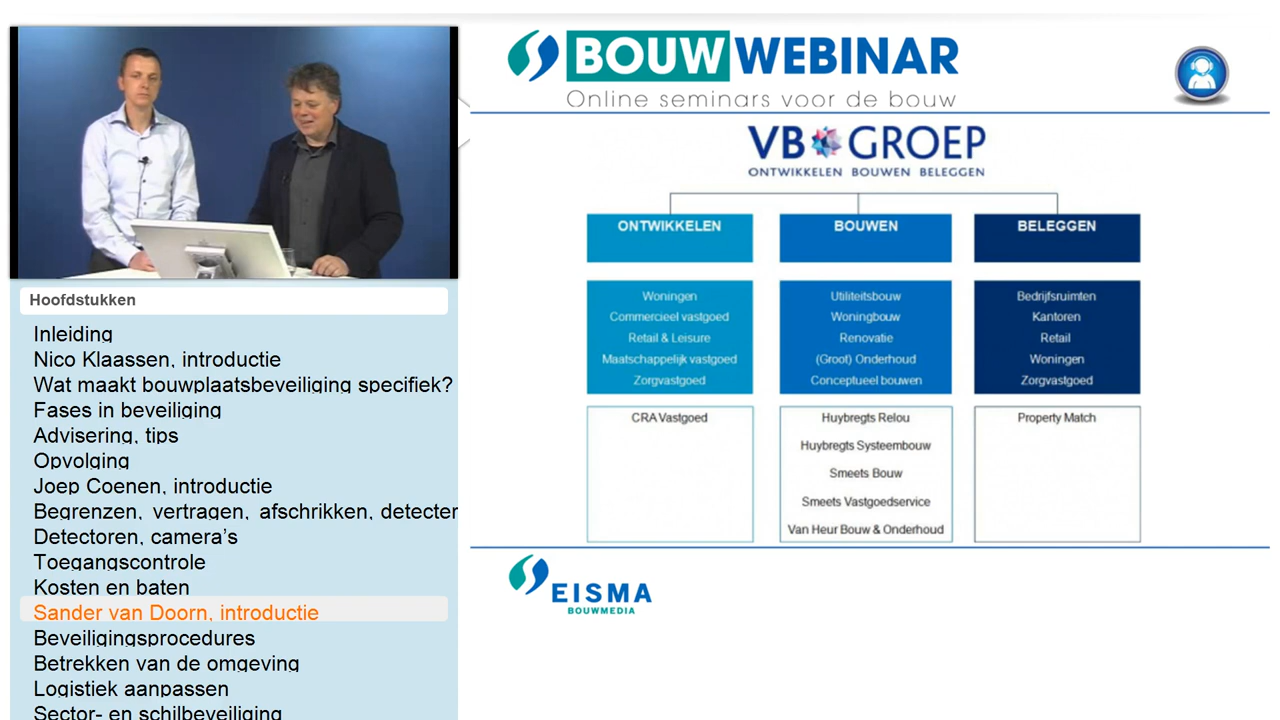 Hoofdstukken
Inleiding
Nico Klaassen, introductie
Wat maakt bouwplaatsbeveiliging specifiek?
Fases in beveiliging
Advisering, tips
Opvolging
Joep Coenen, introductie
Begrenzen, vertragen, afschrikken, detecter
Detectoren, camera's
Toegangscontrole
Kosten en baten
Sander van Doorn, introductie
Beveiligingsprocedures
Betrekken van de omgeving
Logistiek aanpassen
Sector- en schilbeveiliging
BOUWWEBINAR
Online seminars voor de bouw
VB GROEP
ONTWIKKELEN BOUWEN BELEGGEN
ONTWIKKELEN
Woningen
Commercieel vastgoed
Retail & Leisure
Maatschappelijk vastgoed
Zorgvastgoed
CRA Vastgoed
BOUWEN
Utiliteitsbouw
Woningbouw
Renovatie
(Groot) Onderhoud
Conceptueel bouwen
Huybregts Relou
Huybregts Systeembouw
Smeets Bouw
Smeets Vastgoedservice
Van Heur Bouw & Onderhoud
BELEGGEN
Bedrijfsruimten
Kantoren
Retail
Woningen
Zorgvastgoed
Property Match
EISMA
BOUWMEDIA